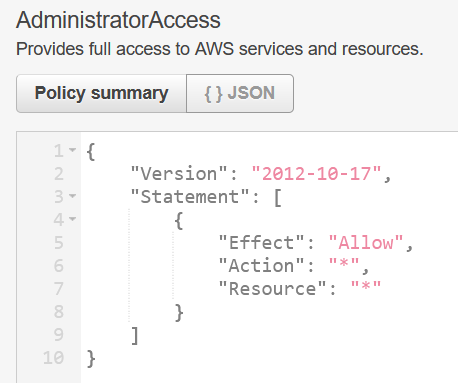 AdministratorAccess
Provides full access to AWS services and resources.
Policy summary { } JSON
1 {
2     "Version": "2012-10-17",
3     "Statement": [
4         {
5             "Effect": "Allow",
6             "Action": "*",
7             "Resource": "*"
8         }
9     ]
10 }